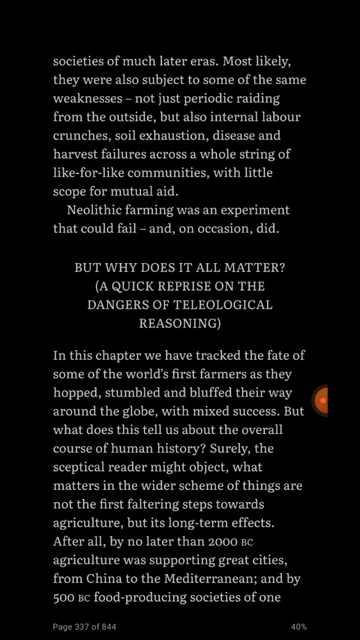 societies of much later eras. Most likely,
they were also subject to some of the same
weaknesses – not just periodic raiding
from the outside, but also internal labour
crunches, soil exhaustion, disease and
harvest failures across a whole string of
like-for-like communities, with little
scope for mutual aid.
Neolithic farming was an experiment
that could fail – and, on occasion, did.
BUT WHY DOES IT ALL MATTER?
(A QUICK REPRISE ON THE
DANGERS OF TELEOLOGICAL
REASONING)
In this chapter we have tracked the fate of
some of the world’s first farmers as they
hopped, stumbled and bluffed their way
around the globe, with mixed success. But
what does this tell us about the overall
course of human history? Surely, the
sceptical reader might object, what
matters in the wider scheme of things are
not the first faltering steps towards
agriculture, but its long-term effects.
After all, by no later than 2000 BC
agriculture was supporting great cities,
from China to the Mediterranean; and by
500 BC food-producing societies of one
Page 337 of 844
40%